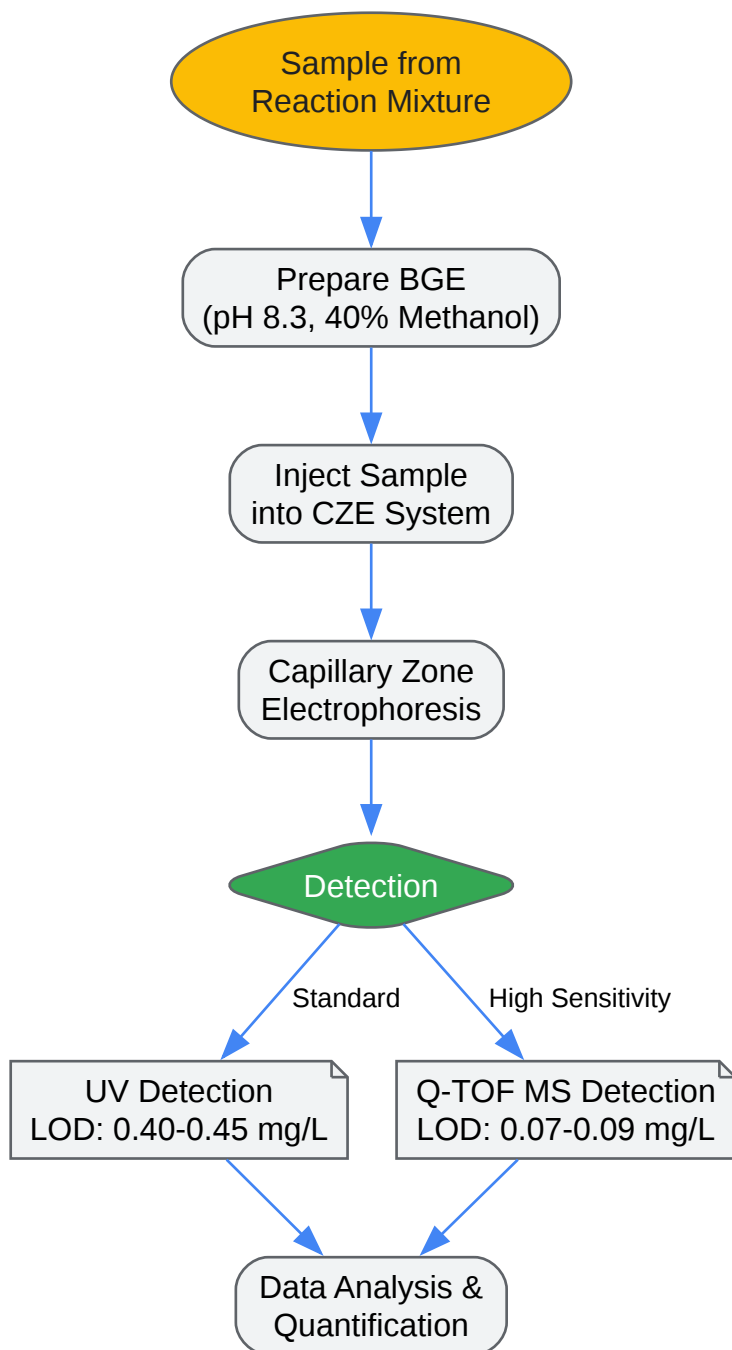 Sample from
Reaction Mixture
Prepare BGE
(pH 8.3, 40% Methanol)
Inject Sample
into CZE System
Capillary Zone
Electrophoresis
Detection
Standard
High Sensitivity
UV Detection
LOD: 0.40-0.45 mg/L
Q-TOF MS Detection
LOD: 0.07-0.09 mg/L
Data Analysis &
Quantification